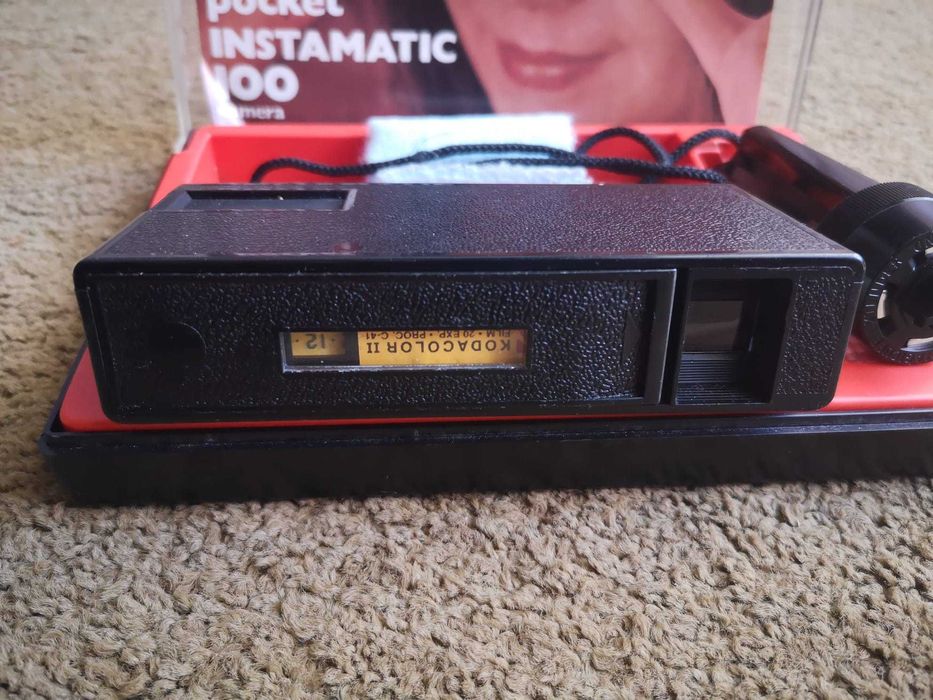 pocket
INSTAMATIC
100
camera
· 12 ·
KODACOLOR II
FILM · 20 EXP · PROC. C-41